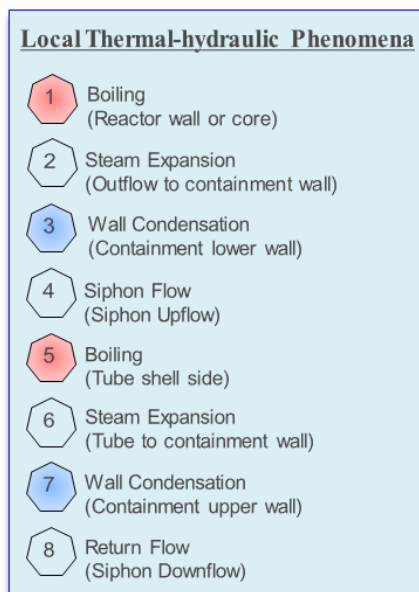 Local Thermal-hydraulic Phenomena
1 Boiling
(Reactor wall or core)
2 Steam Expansion
(Outflow to containment wall)
3 Wall Condensation
(Containment lower wall)
4 Siphon Flow
(Siphon Upflow)
5 Boiling
(Tube shell side)
6 Steam Expansion
(Tube to containment wall)
7 Wall Condensation
(Containment upper wall)
8 Return Flow
(Siphon Downflow)